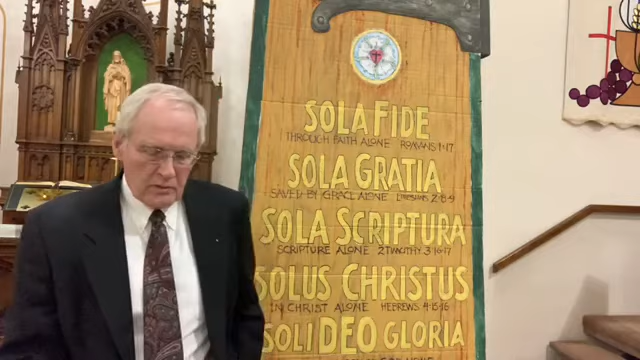 SOLA FIDE
THROUGH FAITH ALONE ROMANS 1:17
SOLA GRATIA
SAVED BY GRACE ALONE 2:8-9
SOLA SCRIPTURA
SCRIPTURE ALONE 2 TIMOTHY 3:16-17
SOLUS CHRISTUS
IN CHRIST ALONE HEBREWS 4:15-16
SOLI DEO GLORIA